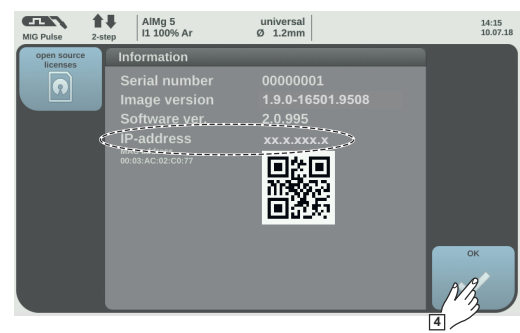 MIG Pulse
2-step
AlMg 5
I1 100% Ar
universal
Ø 1.2mm
14:15
10.07.18
open source
licenses
Information
Serial number 00000001
Image version 1.9.0-16501.9508
Software ver. 2.0.995
IP-address xx.x.xxx.x
00:03:AC:02:C0:77
OK
4